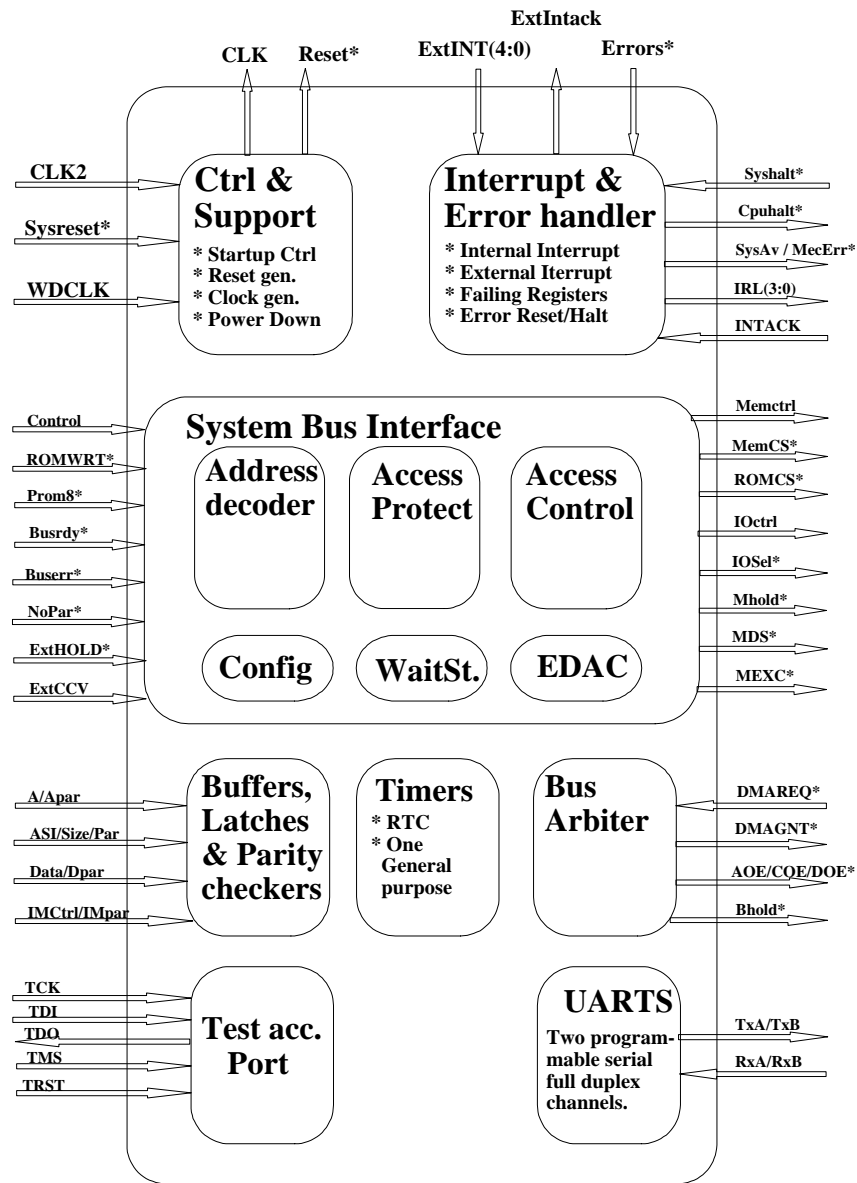 ExtIntack
CLK
Reset*
ExtINT(4:0)
Errors*
CLK2
Sysreset*
WDCLK
Ctrl &
Support
* Startup Ctrl
* Reset gen.
* Clock gen.
* Power Down
Interrupt &
Error handler
* Internal Interrupt
* External Iterrupt
* Failing Registers
* Error Reset/Halt
Syshalt*
Cpuhalt*
SysAv / MecErr*
IRL(3:0)
INTACK
Control
ROMWRT*
Prom8*
Busrdy*
Buserr*
NoPar*
ExtHOLD*
ExtCCV
System Bus Interface
Address
decoder
Access
Protect
Access
Control
Config
WaitSt.
EDAC
Memctrl
MemCS*
ROMCS*
IOctrl
IOSel*
Mhold*
MDS*
MEXC*
A/Apar
ASI/Size/Par
Data/Dpar
IMCtrl/IMpar
Buffers,
Latches
& Parity
checkers
Timers
* RTC
* One
General
purpose
Bus
Arbiter
DMAREQ*
DMAGNT*
AOE/COE/DOE*
Bhold*
TCK
TDI
TDO
TMS
TRST
Test acc.
Port
UARTS
Two program-
mable serial
full duplex
channels.
TxA/TxB
RxA/RxB